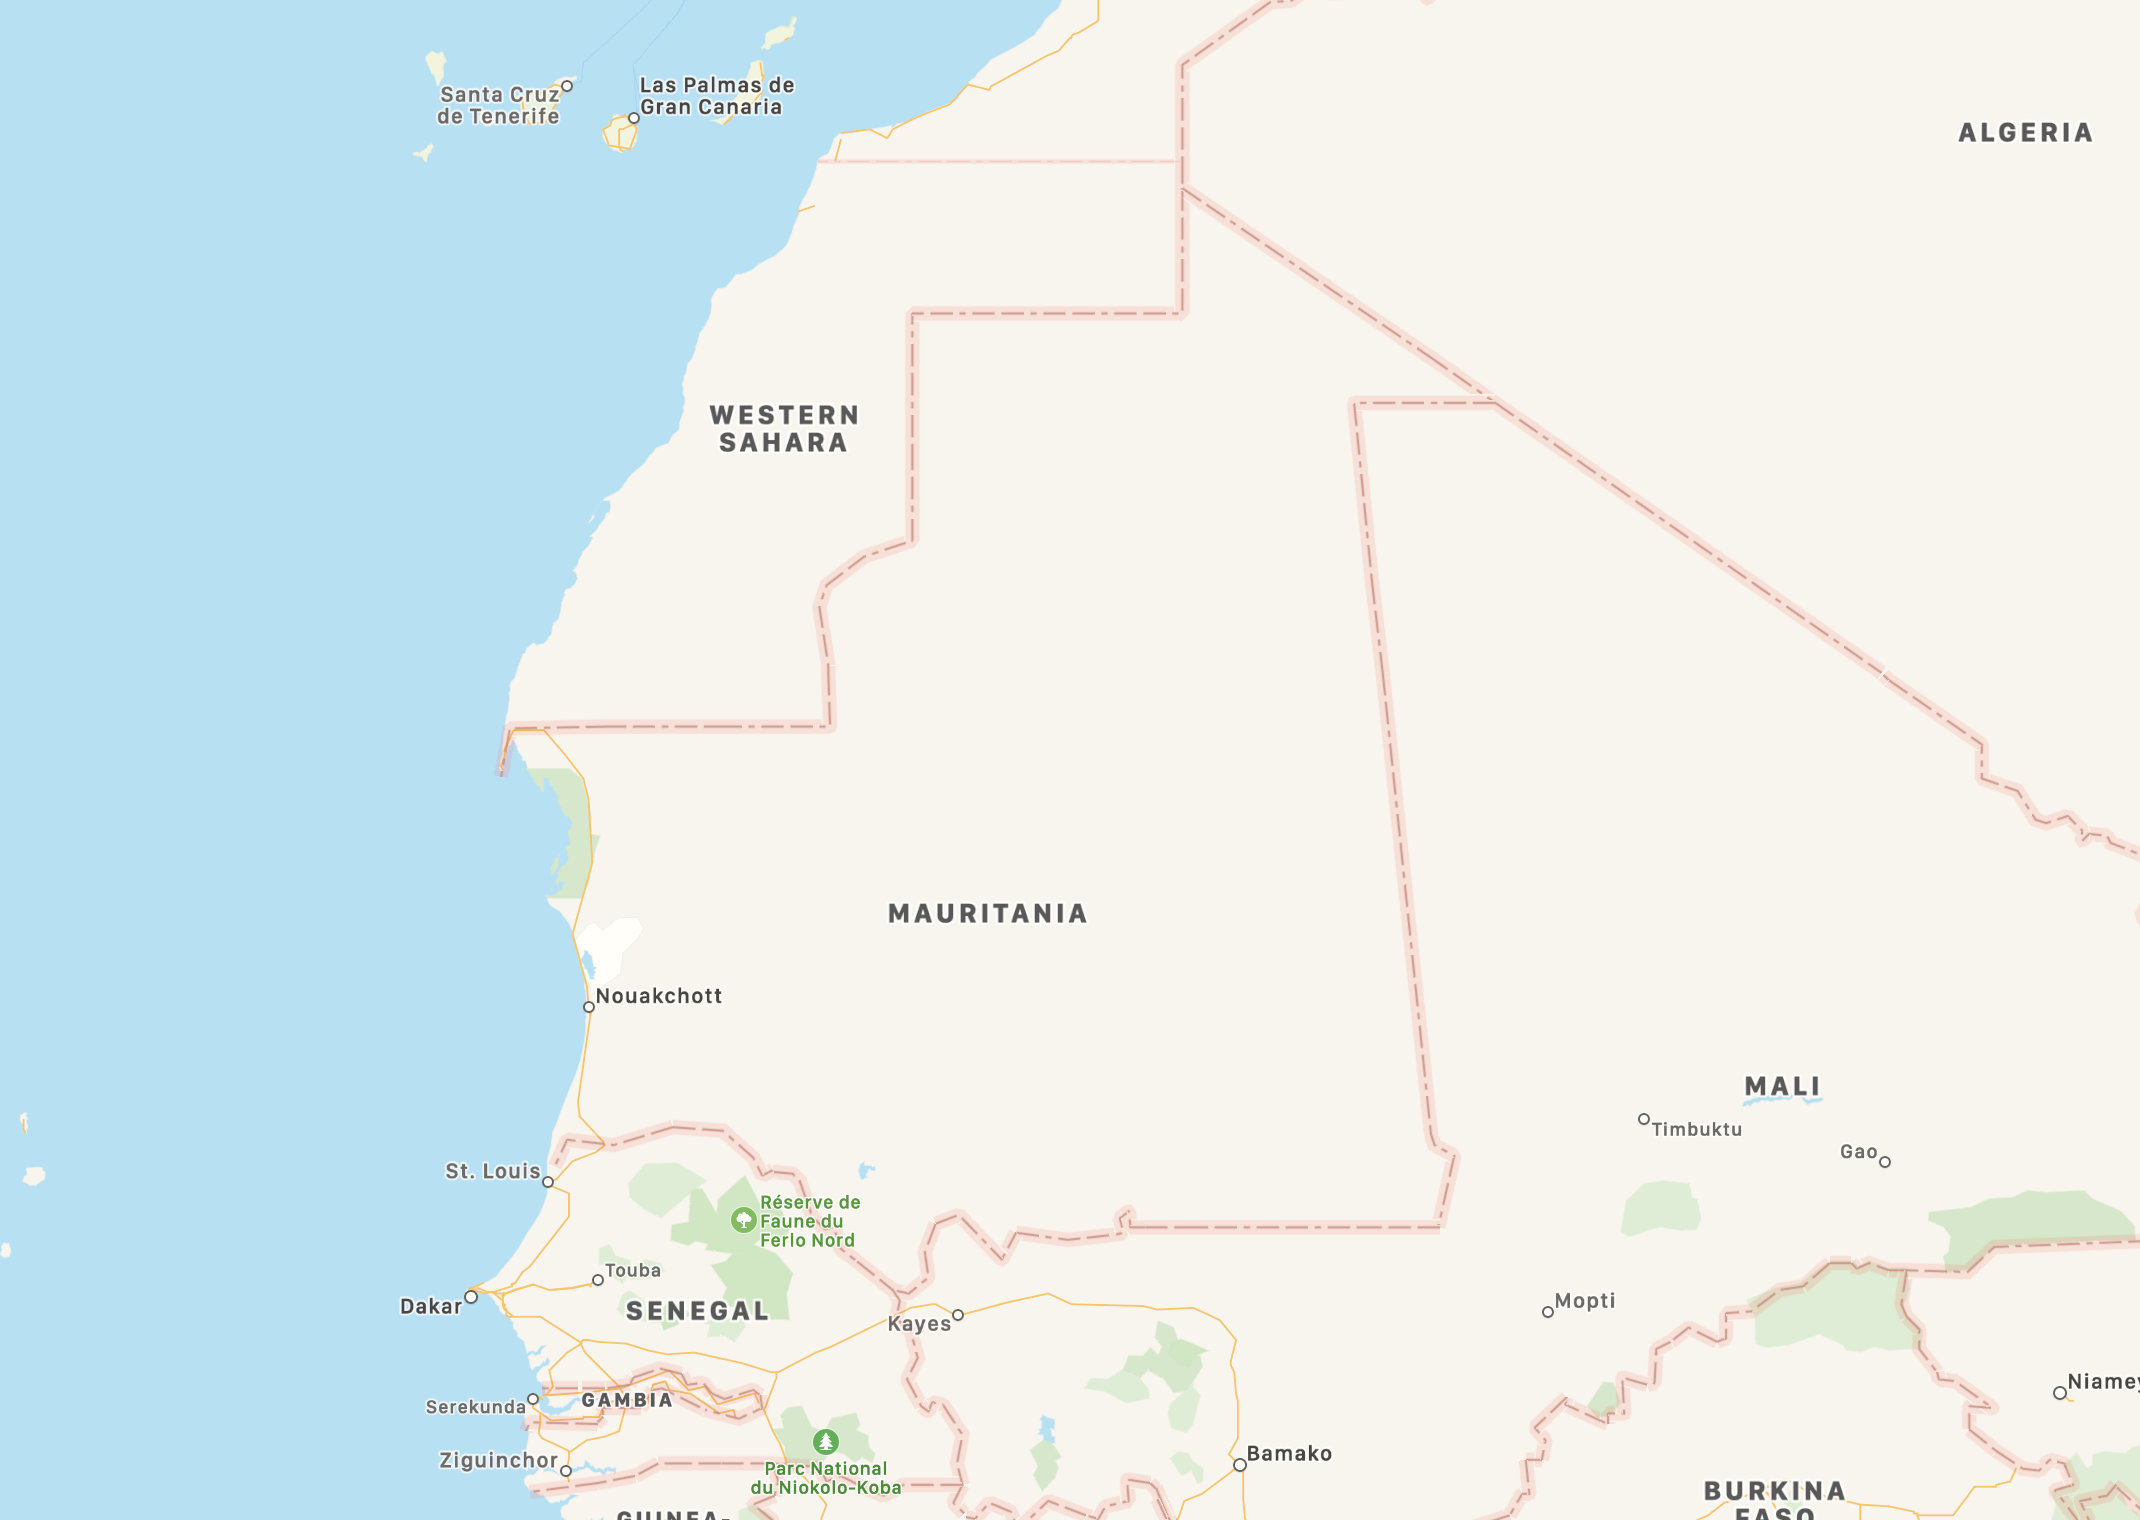 Santa Cruz
de Tenerife
Las Palmas de
Gran Canaria
ALGERIA
WESTERN
SAHARA
MAURITANIA
Nouakchott
MALI
Timbuktu
Gao
St. Louis
Réserve de
Faune du
Ferlo Nord
Touba
Dakar
SENEGAL
Kayes
Mopti
Niamey
Serekunda
GAMBIA
Ziguinchor
Bamako
Parc National
du Niokolo-Koba
BURKINA
FASO
GUINEA-